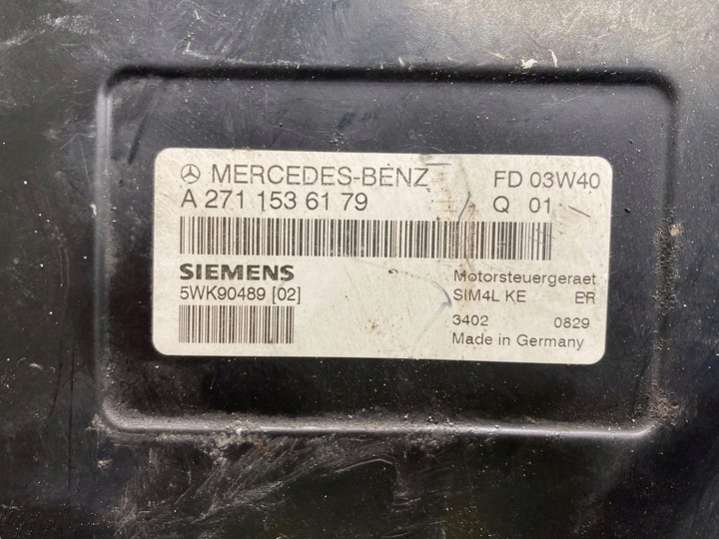 MERCEDES-BENZ FD 03W40
A 271 153 61 79 Q 01
SIEMENS
5WK90489 [02]
Motorsteuergeraet
SIM4L KE ER
3402 0829
Made in Germany